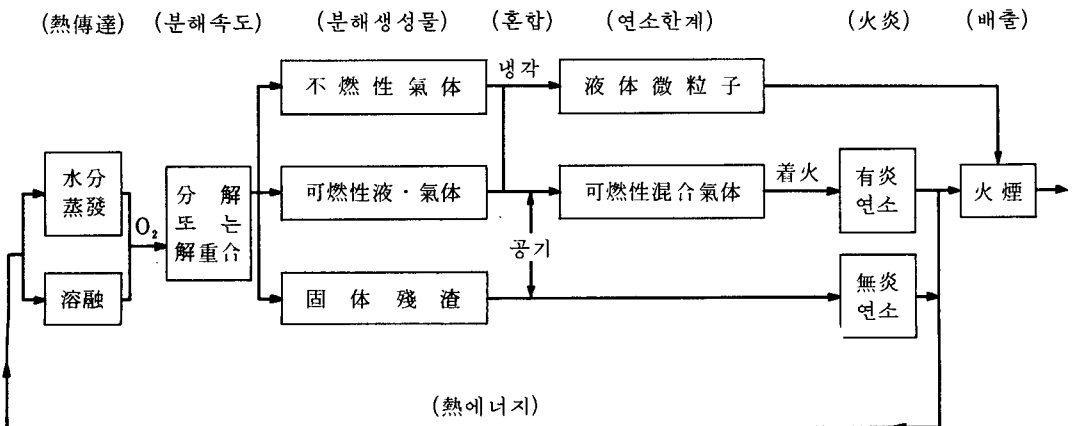 (熱傳達) (분해속도) (분해생성물) (혼합) (연소한계) (火炎) (배출)
不燃性氣体
냉각
液体微粒子
水分
蒸發
O₂
溶融
分解
또는
解重合
可燃性液·氣体
可燃性混合氣体
着火
有炎
연소
火煙
공기
固体殘渣
無炎
연소
(熱에너지)